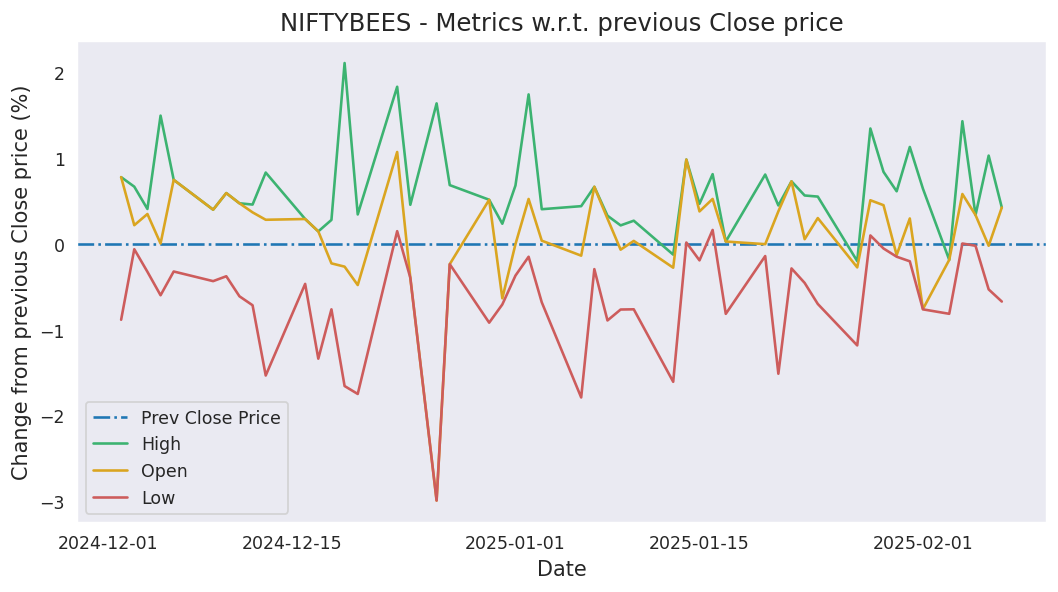 NIFTYBEES - Metrics w.r.t. previous Close price
Change from previous Close price (%)
2
1
0
−1
−2
−3
Prev Close Price
High
Open
Low
2024-12-01 2024-12-15 2025-01-01 2025-01-15 2025-02-01
Date